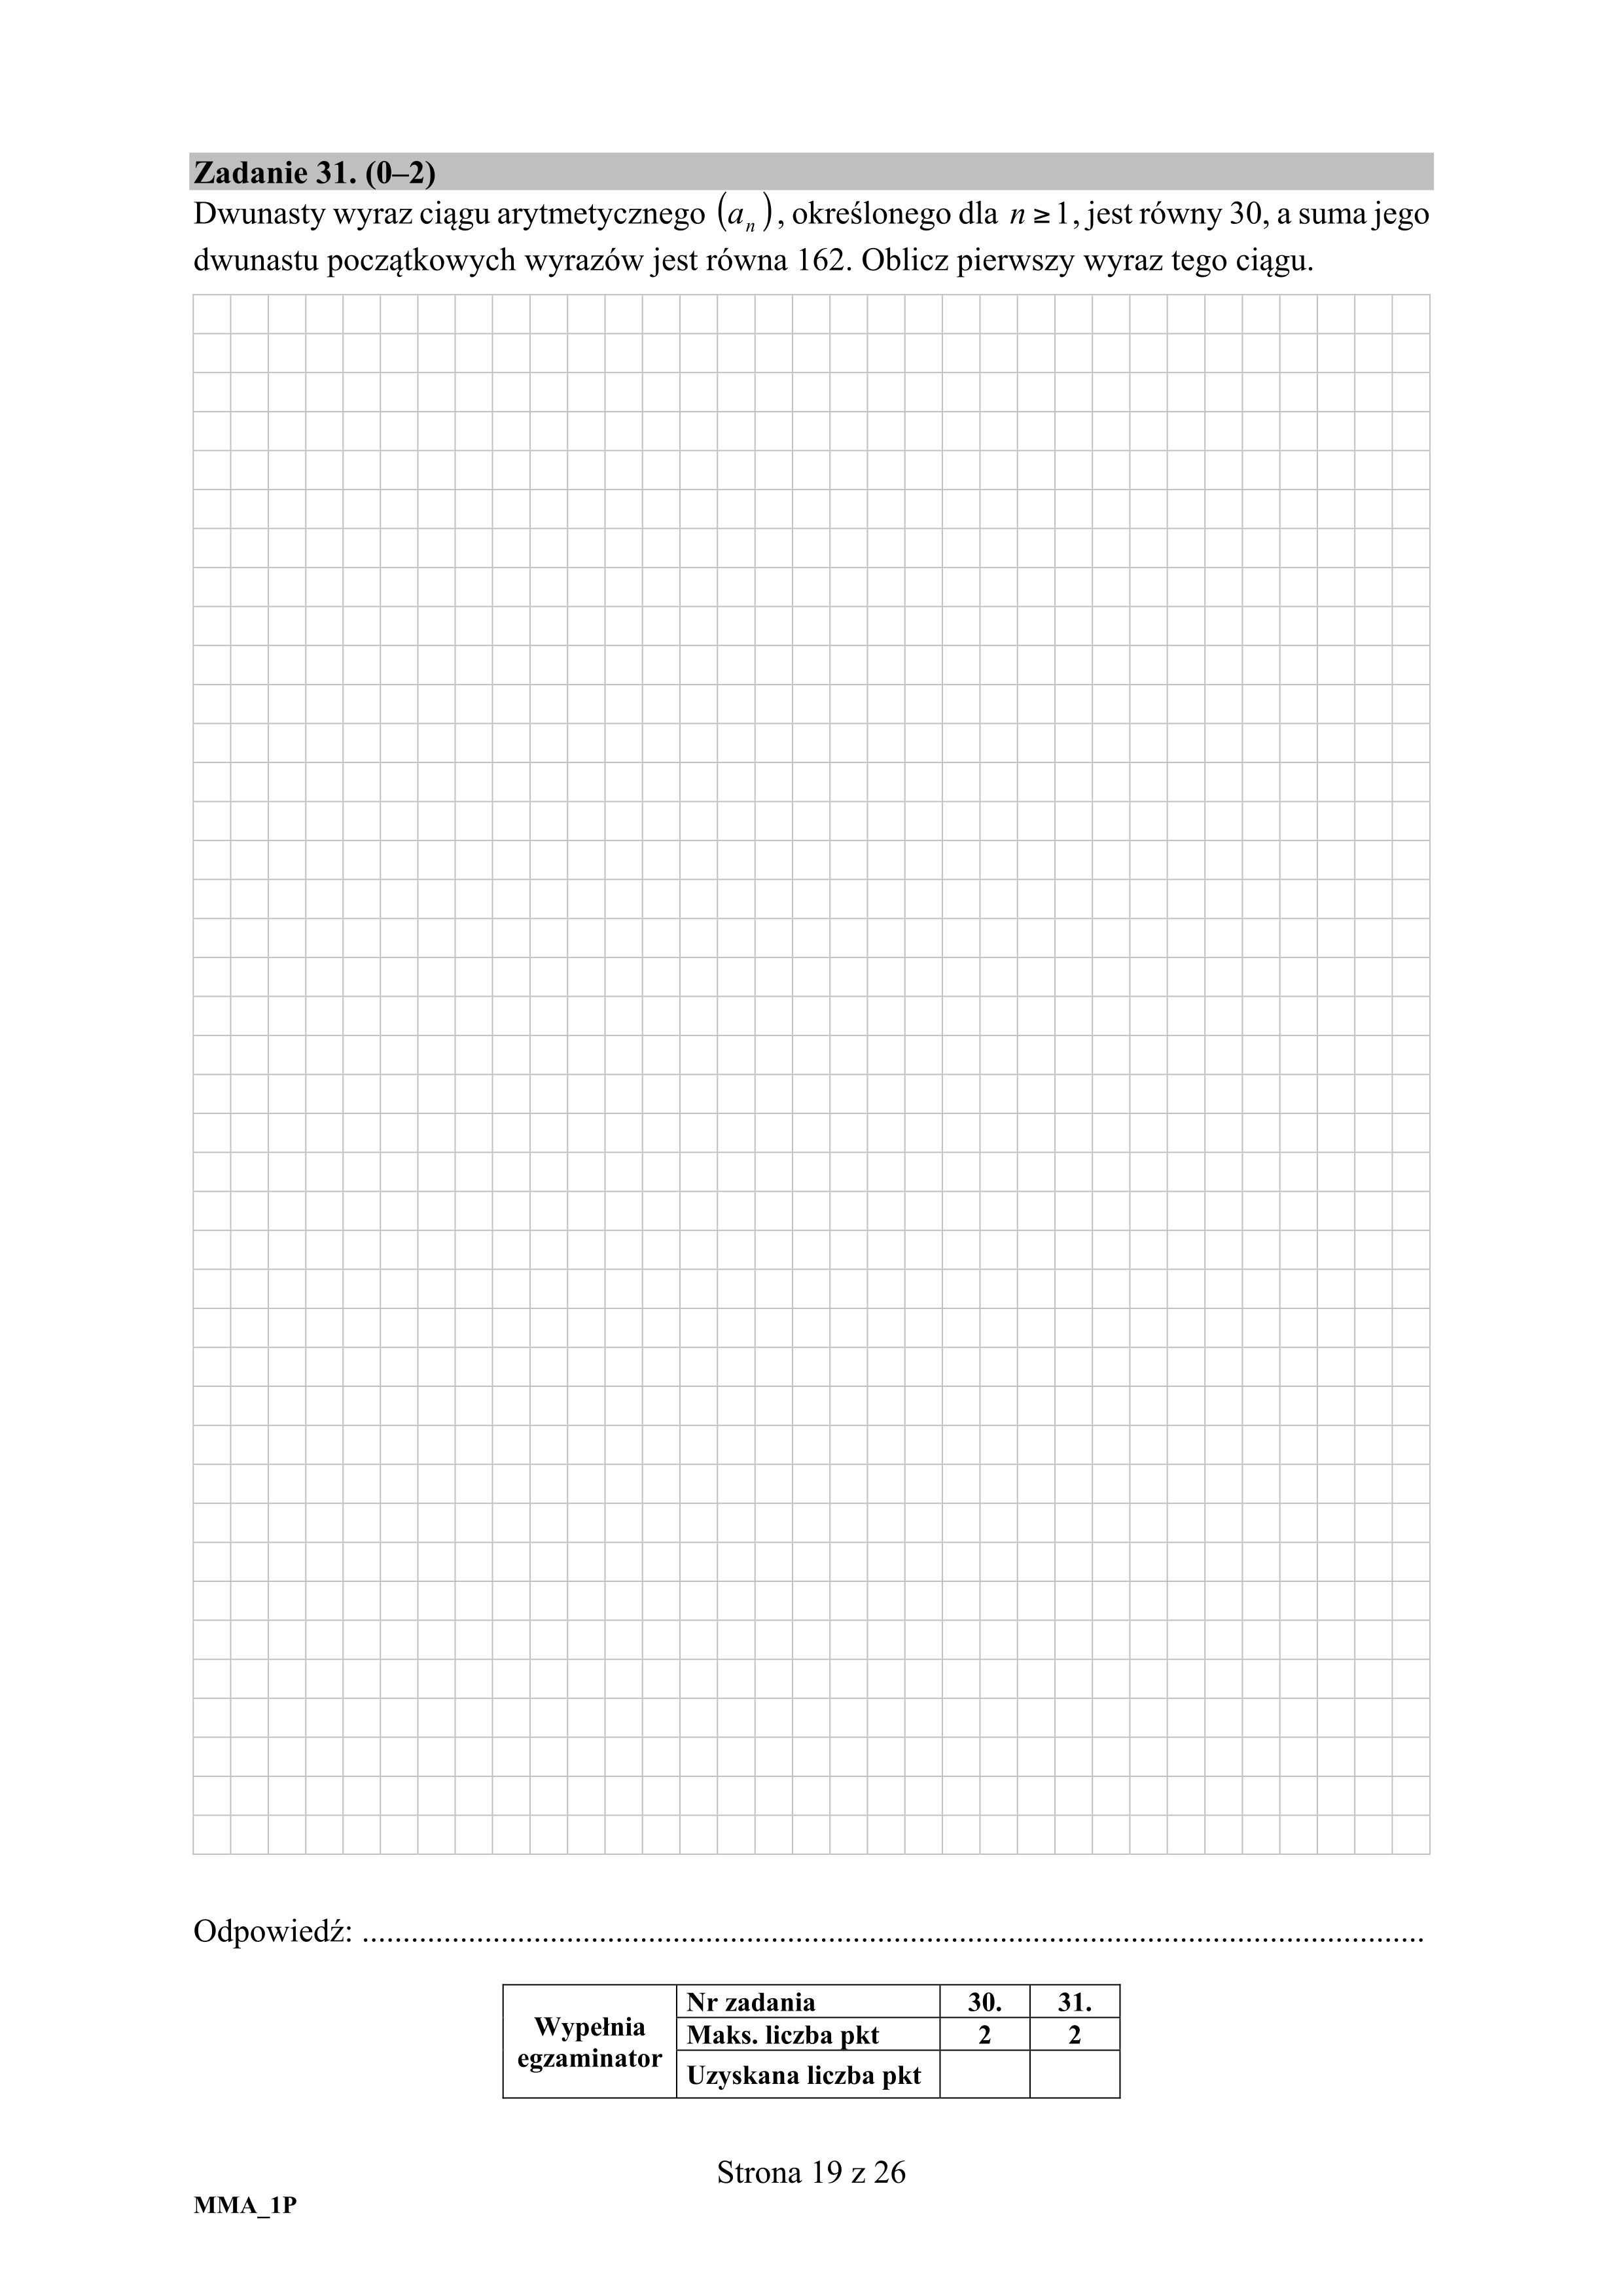 Zadanie 31. (0–2)
Dwunasty wyraz ciągu arytmetycznego (aₙ), określonego dla n ≥ 1, jest równy 30, a suma jego
dwunastu początkowych wyrazów jest równa 162. Oblicz pierwszy wyraz tego ciągu.
Odpowiedź: ..................................................................................................................................
Wypełnia egzaminator
Nr zadania 30. 31.
Maks. liczba pkt 2 2
Uzyskana liczba pkt
Strona 19 z 26
MMA_1P